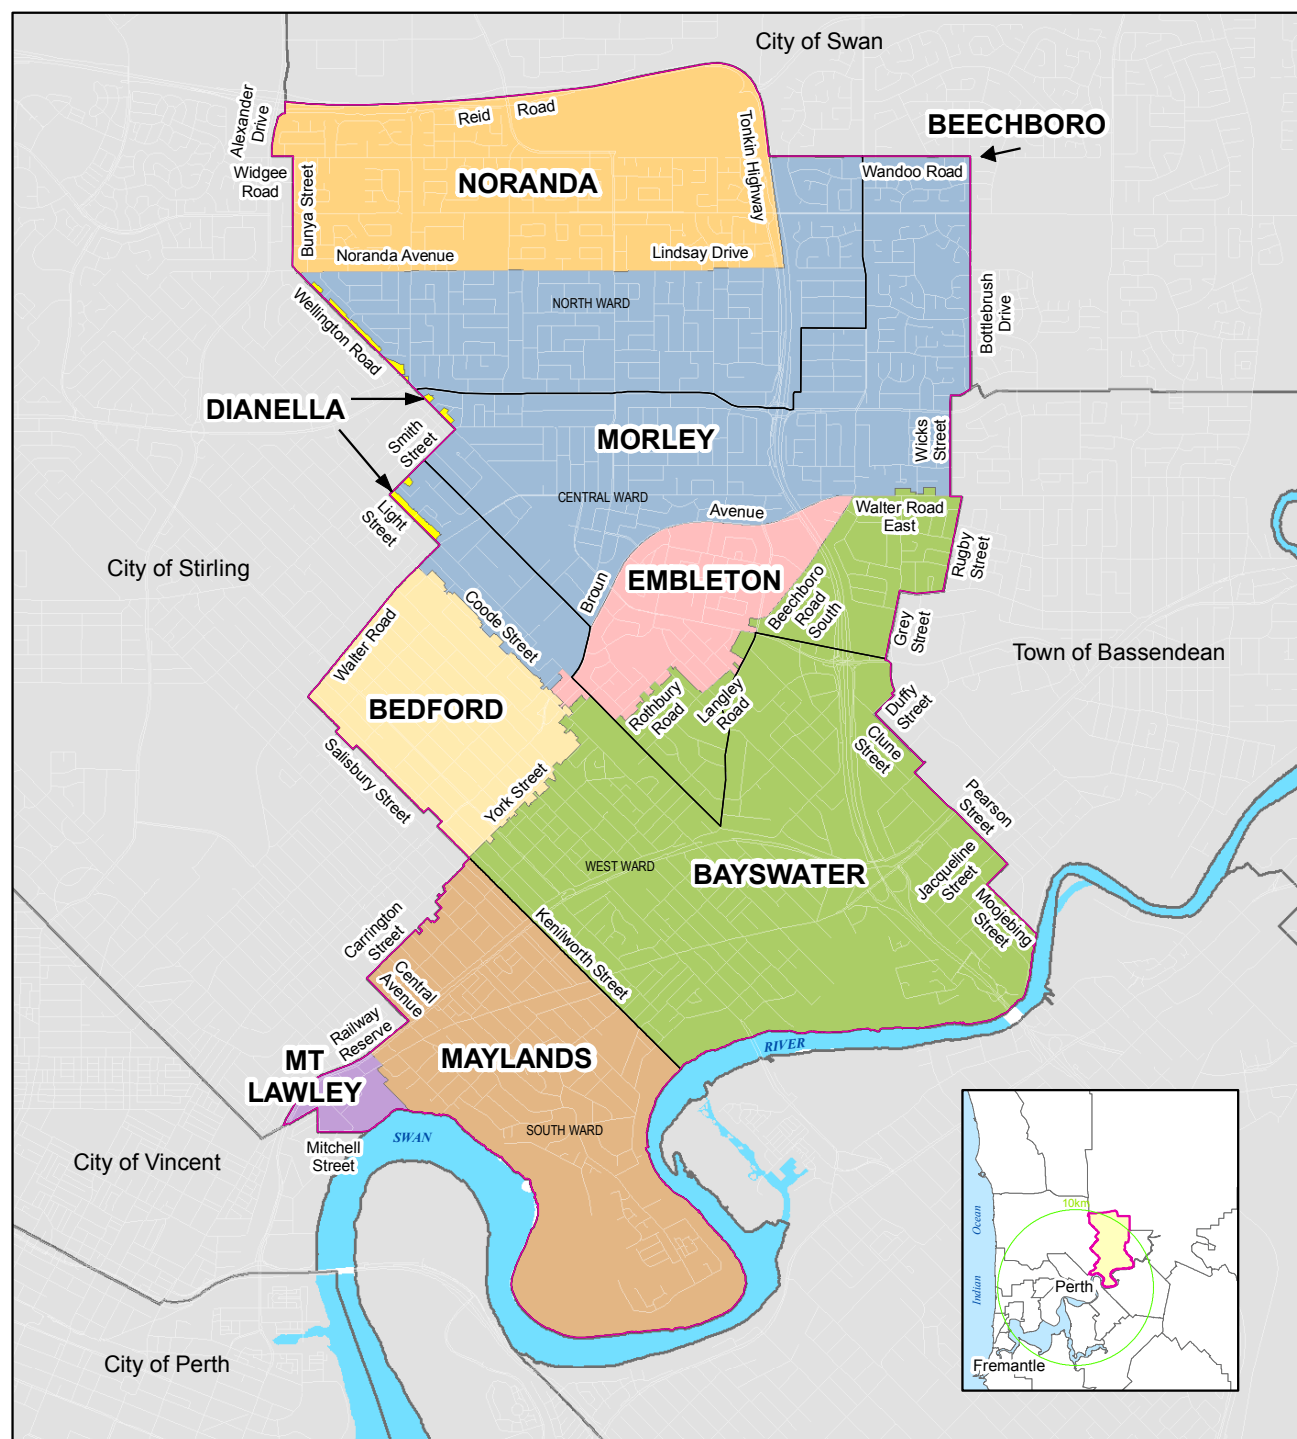 City of Swan
Alexander
Drive
Reid Road
BEECHBORO
Tonkin Highway
Widgee
Road
NORANDA
Wandoo Road
Bunya Street
Noranda Avenue
Lindsay Drive
Wellington Road
NORTH WARD
Bottlebrush
Drive
DIANELLA
Smith
Street
MORLEY
Wicks
Street
Light
Street
CENTRAL WARD
Avenue
Walter Road
East
Rugby
Street
City of Stirling
EMBLETON
Broun
Beechboro
Road
South
Coode Street
Grey
Street
Walter Road
Town of Bassendean
BEDFORD
Rothbury
Road
Langley
Road
Duffy
Street
Clune
Street
Salisbury Street
York Street
Pearson
Street
WEST WARD
BAYSWATER
Jacqueline
Street
Moojebing
Street
Carrington
Street
Kenilworth Street
Central
Avenue
Railway
Reserve
MT
LAWLEY
MAYLANDS
RIVER
SWAN
SOUTH WARD
Mitchell
Street
City of Vincent
City of Perth
10km
Ocean
Indian
Perth
Fremantle